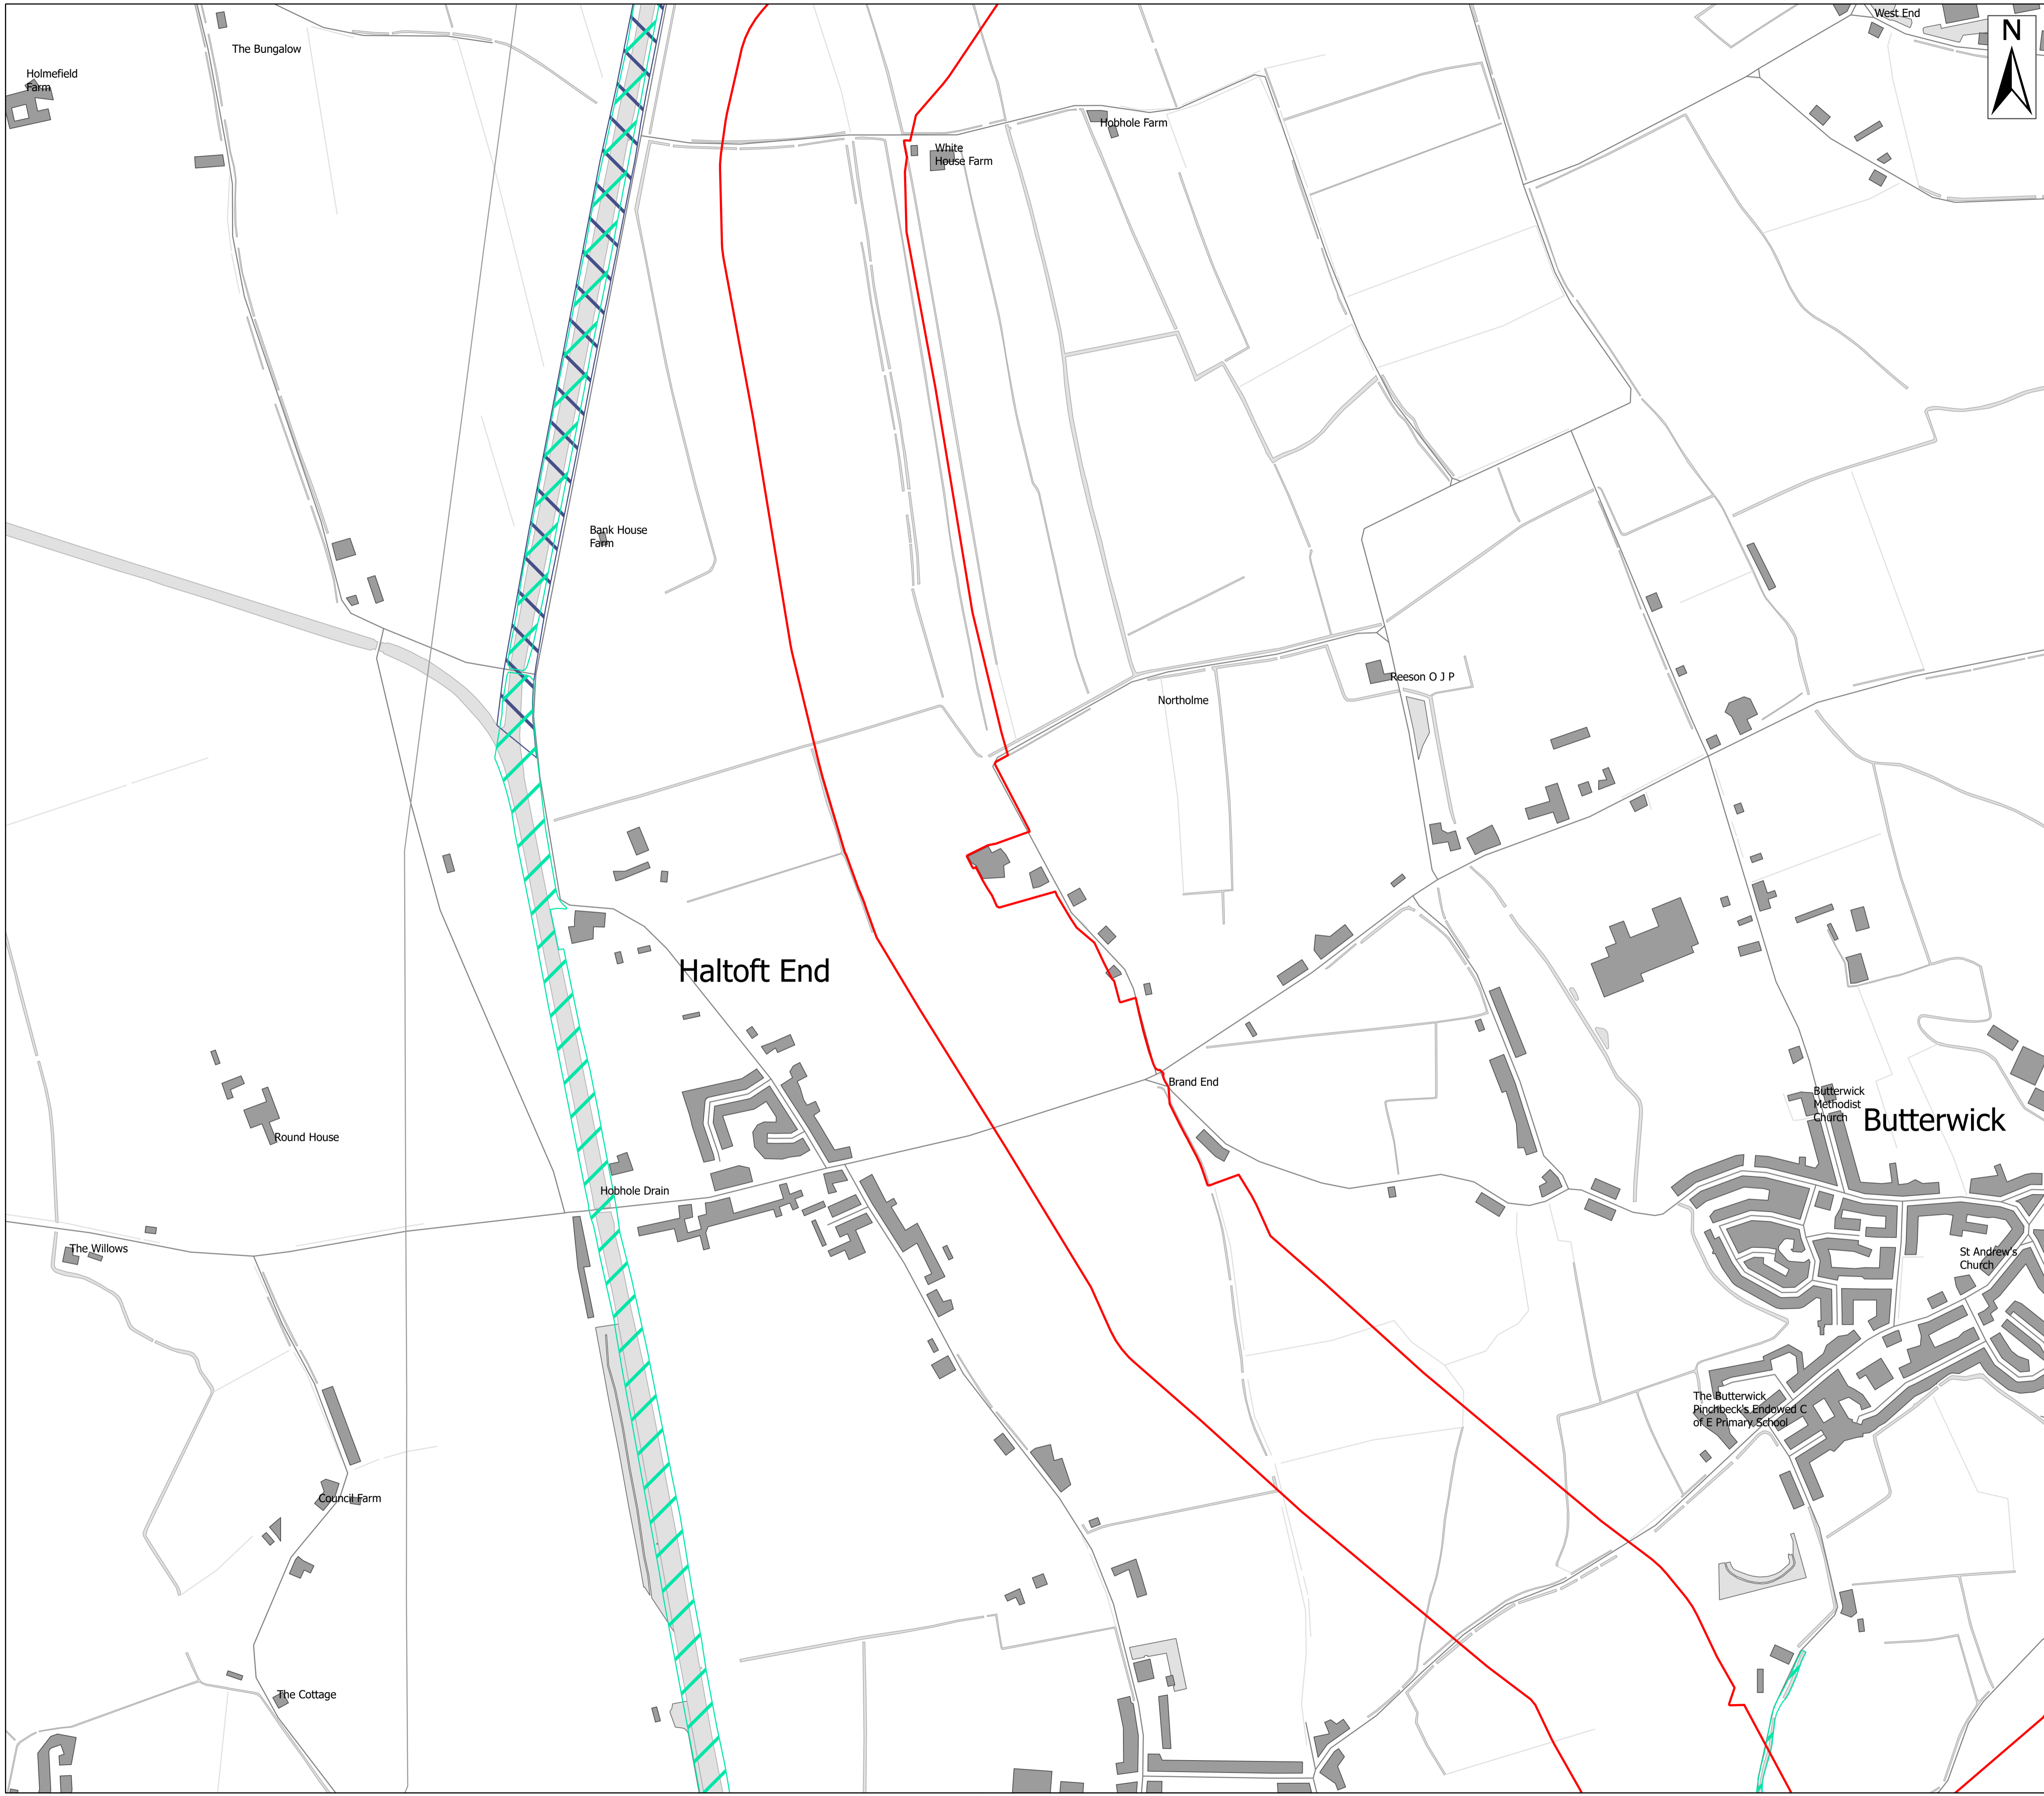 West End
N
The Bungalow
Holmefield
Farm
Hobhole Farm
White
House Farm
Bank House
Farm
Reeson O J P
Northolme
Haltoft End
Brand End
Butterwick
Methodist
Church
Butterwick
Round House
Hobhole Drain
The Willows
St Andrew's
Church
The Butterwick
Pinchbeck's Endowed C
of E Primary School
Council Farm
The Cottage